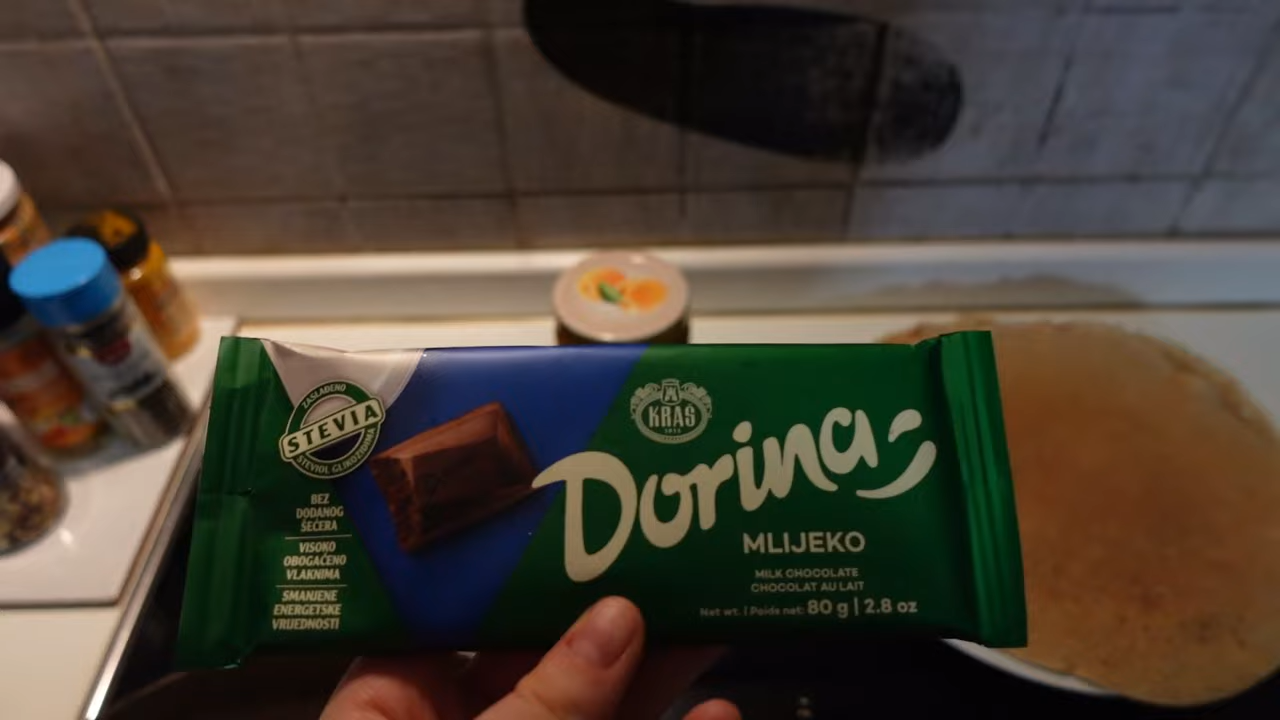 ZASLAĐENO
STEVIA
STEVIOL GLIKOZIDIMA
BEZ
DODANOG
ŠEĆERA
VISOKO
OBOGAĆENO
VLAKNIMA
SMANJENE
ENERGETSKE
VRIJEDNOSTI
KRAŠ
1911
Dorina
MLIJEKO
MILK CHOCOLATE
CHOCOLAT AU LAIT
Net wt. | Poids net: 80 g | 2.8 oz